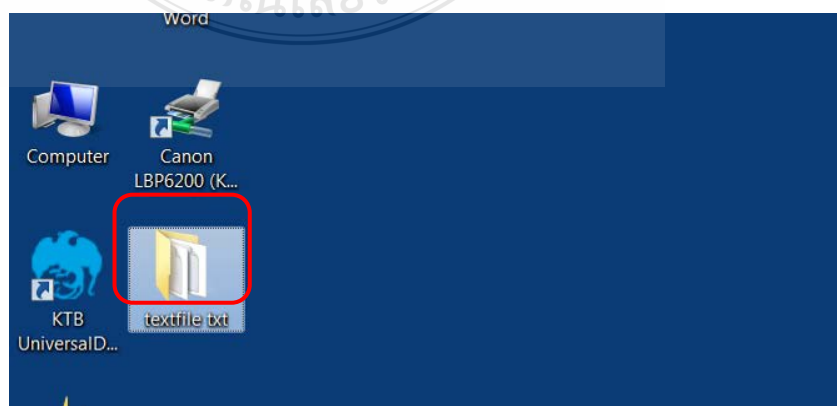 Word
Computer
Canon
LBP6200 (K...
KTB
UniversalD...
textfile txt